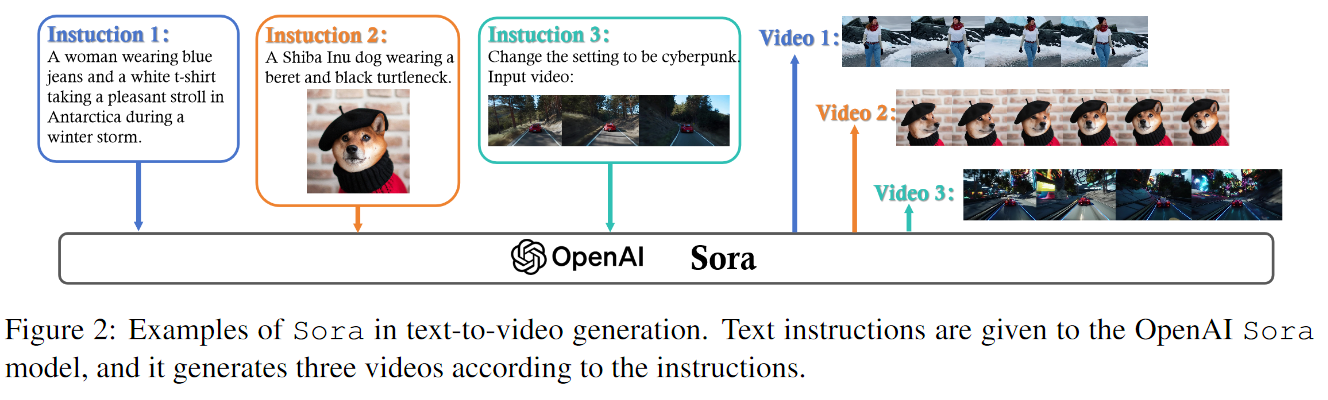 Instuction 1:
A woman wearing blue
jeans and a white t-shirt
taking a pleasant stroll in
Antarctica during a
winter storm.
Instuction 2:
A Shiba Inu dog wearing a
beret and black turtleneck.
Instuction 3:
Change the setting to be cyberpunk.
Input video:
Video 1:
Video 2:
Video 3:
OpenAI Sora
Figure 2: Examples of Sora in text-to-video generation. Text instructions are given to the OpenAI Sora
model, and it generates three videos according to the instructions.